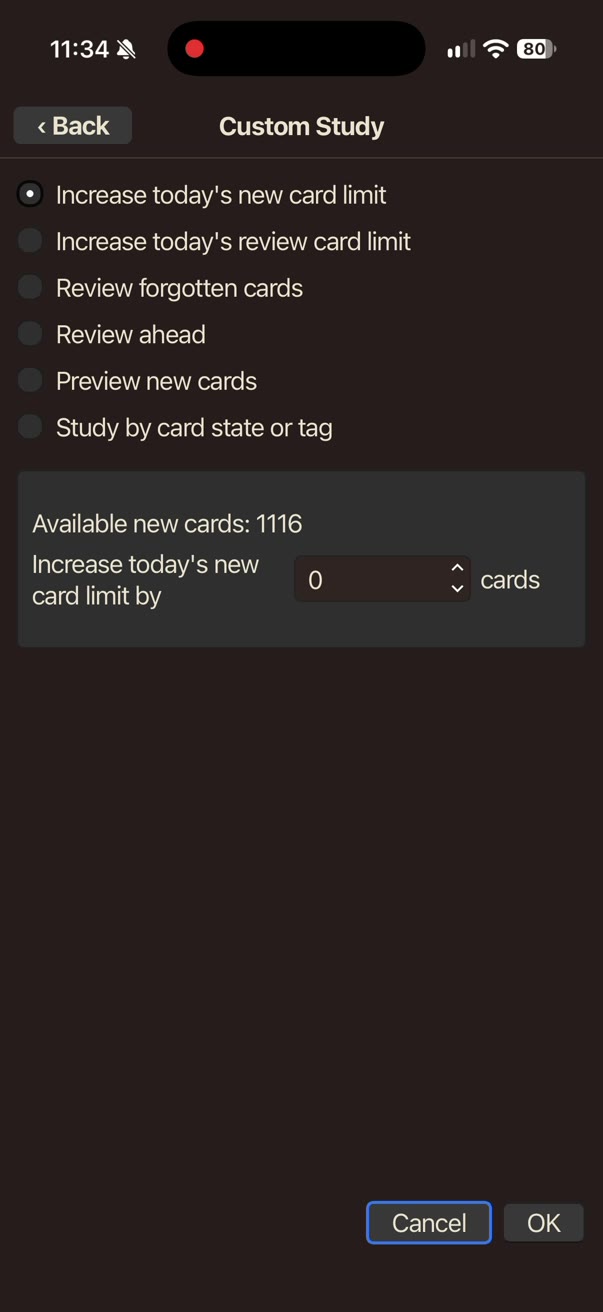 11:34
80
‹ Back
Custom Study
Increase today's new card limit
Increase today's review card limit
Review forgotten cards
Review ahead
Preview new cards
Study by card state or tag
Available new cards: 1116
Increase today's new
card limit by
0
cards
Cancel
OK